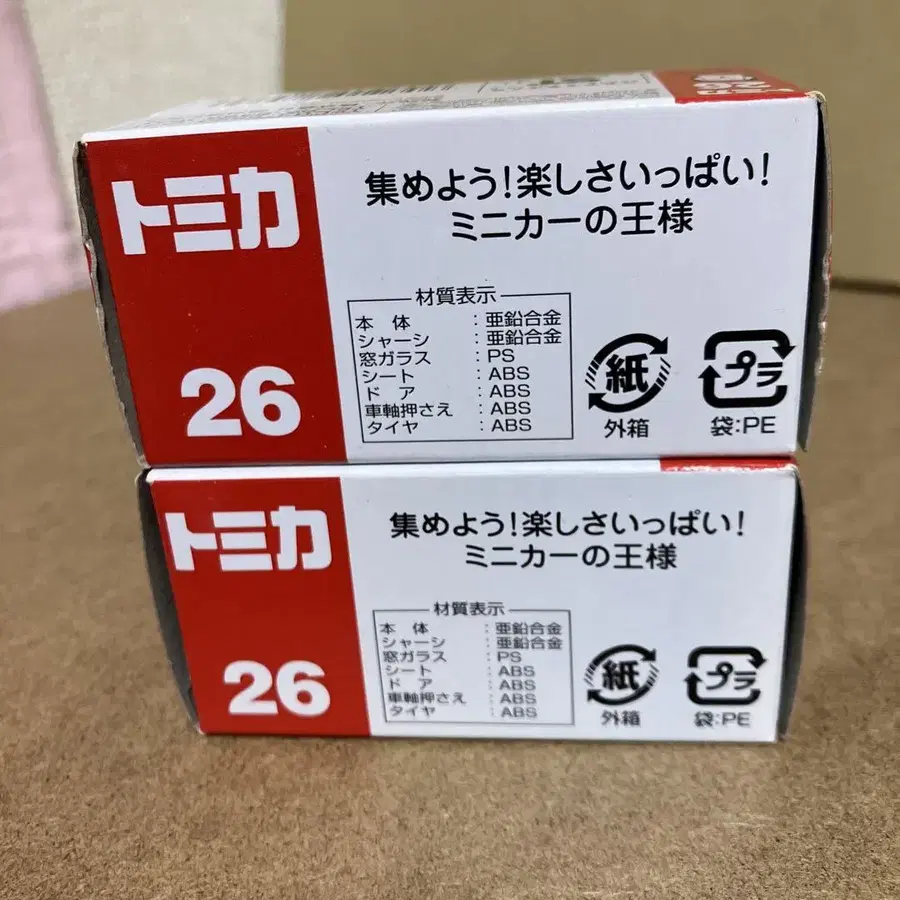 トミカ
26
集めよう!楽しさいっぱい!
ミニカーの王様
材質表示
本体 : 亜鉛合金
シャーシ : 亜鉛合金
窓ガラス : PS
シート : ABS
ドア : ABS
車軸押さえ : ABS
タイヤ : ABS
紙
外箱
プラ
袋:PE
トミカ
26
集めよう!楽しさいっぱい!
ミニカーの王様
材質表示
本体 : 亜鉛合金
シャーシ : 亜鉛合金
窓ガラス : PS
シート : ABS
ドア : ABS
車軸押さえ : ABS
タイヤ : ABS
紙
外箱
プラ
袋:PE